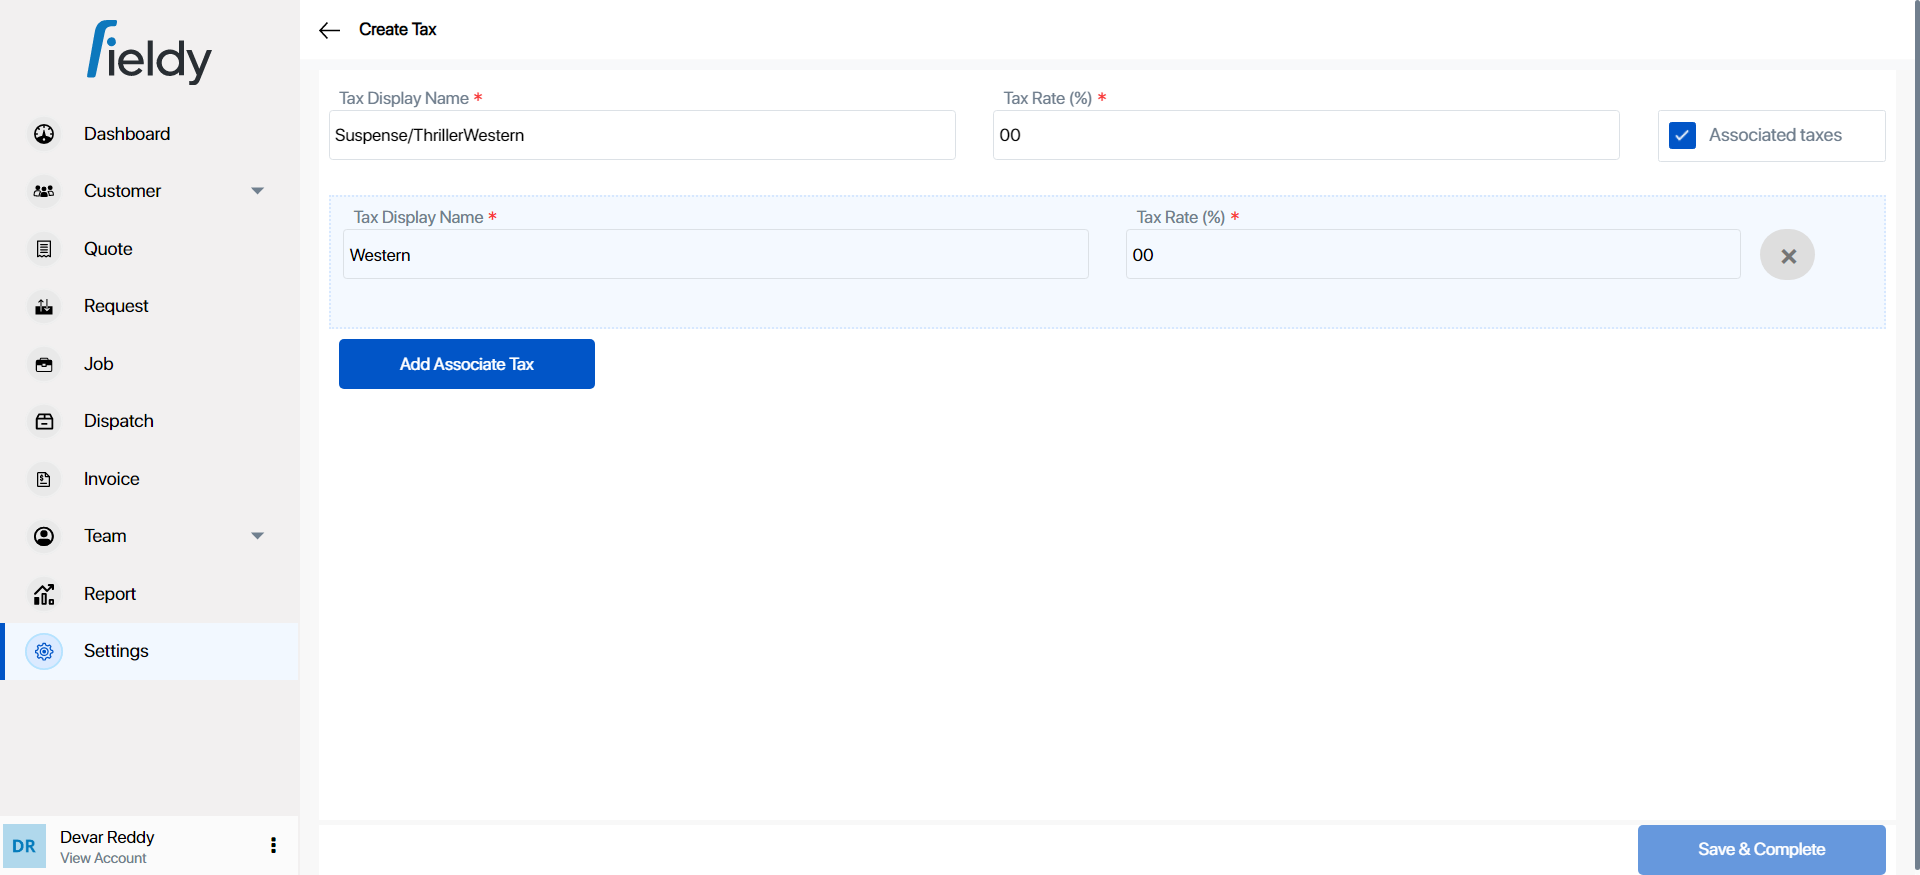 fieldy
Dashboard
Customer
Quote
Request
Job
Dispatch
Invoice
Team
Report
Settings
DR
Devar Reddy
View Account
Create Tax
Tax Display Name *
Tax Rate (%) *
Suspense/ThrillerWestern
00
Associated taxes
Tax Display Name *
Tax Rate (%) *
Western
00
Add Associate Tax
Save & Complete